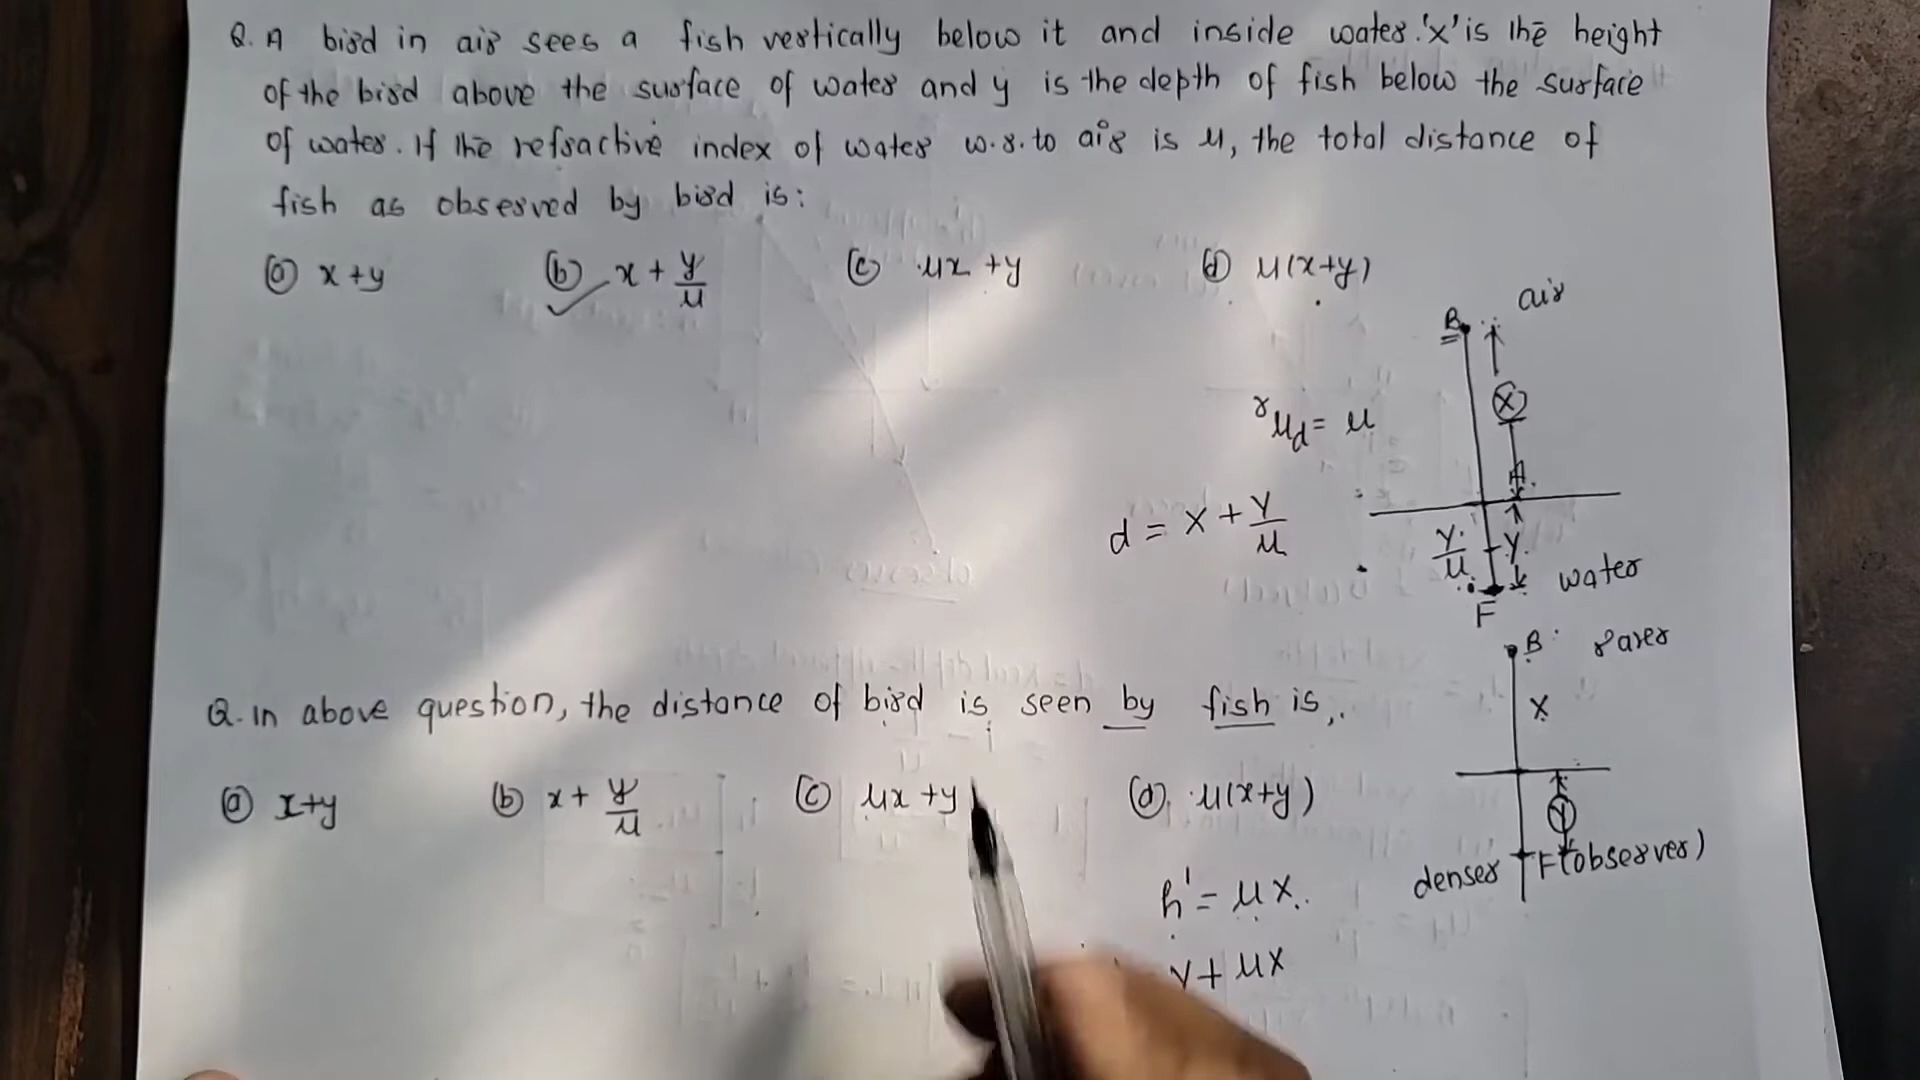 Q. A bird in air sees a fish vertically below it and inside water. 'x' is the height
of the bird above the surface of water and y is the depth of fish below the surface
of water. If the refractive index of water w.r. to air is μ, the total distance of
fish as observed by bird is:
(a) x+y (b) x + y/μ (c) μx + y (d) μ(x+y)
air
B
x
r μd = μ
d = x + y/μ
y/μ
y
water
F
B
rarer
Q. In above question, the distance of bird is seen by fish is,.
x
(a) x+y (b) x + y/μ (c) μx + y (d) μ(x+y)
y
denser F(observer)
h' = μx
y + μx